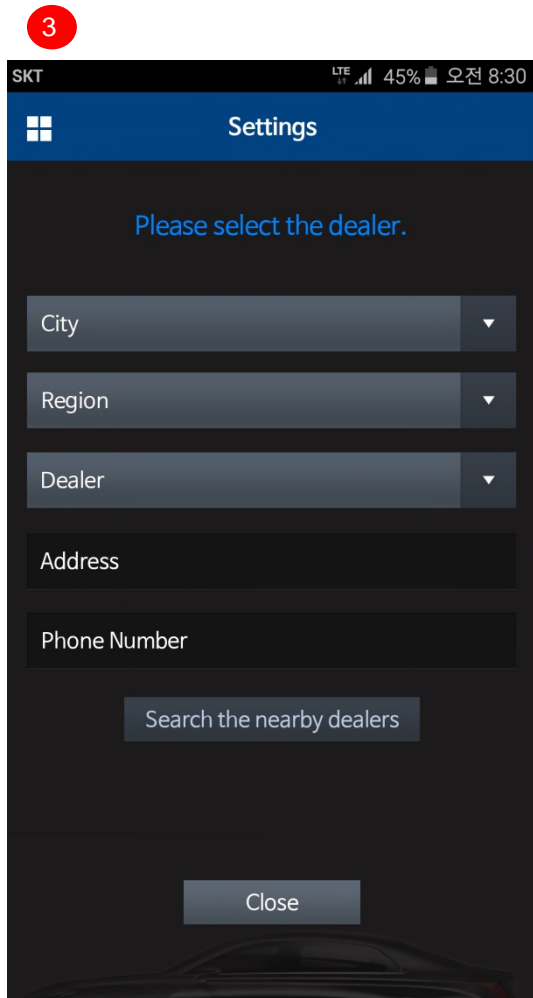 3
SKT LTE 45% 오전 8:30
Settings
Please select the dealer.
City
Region
Dealer
Address
Phone Number
Search the nearby dealers
Close